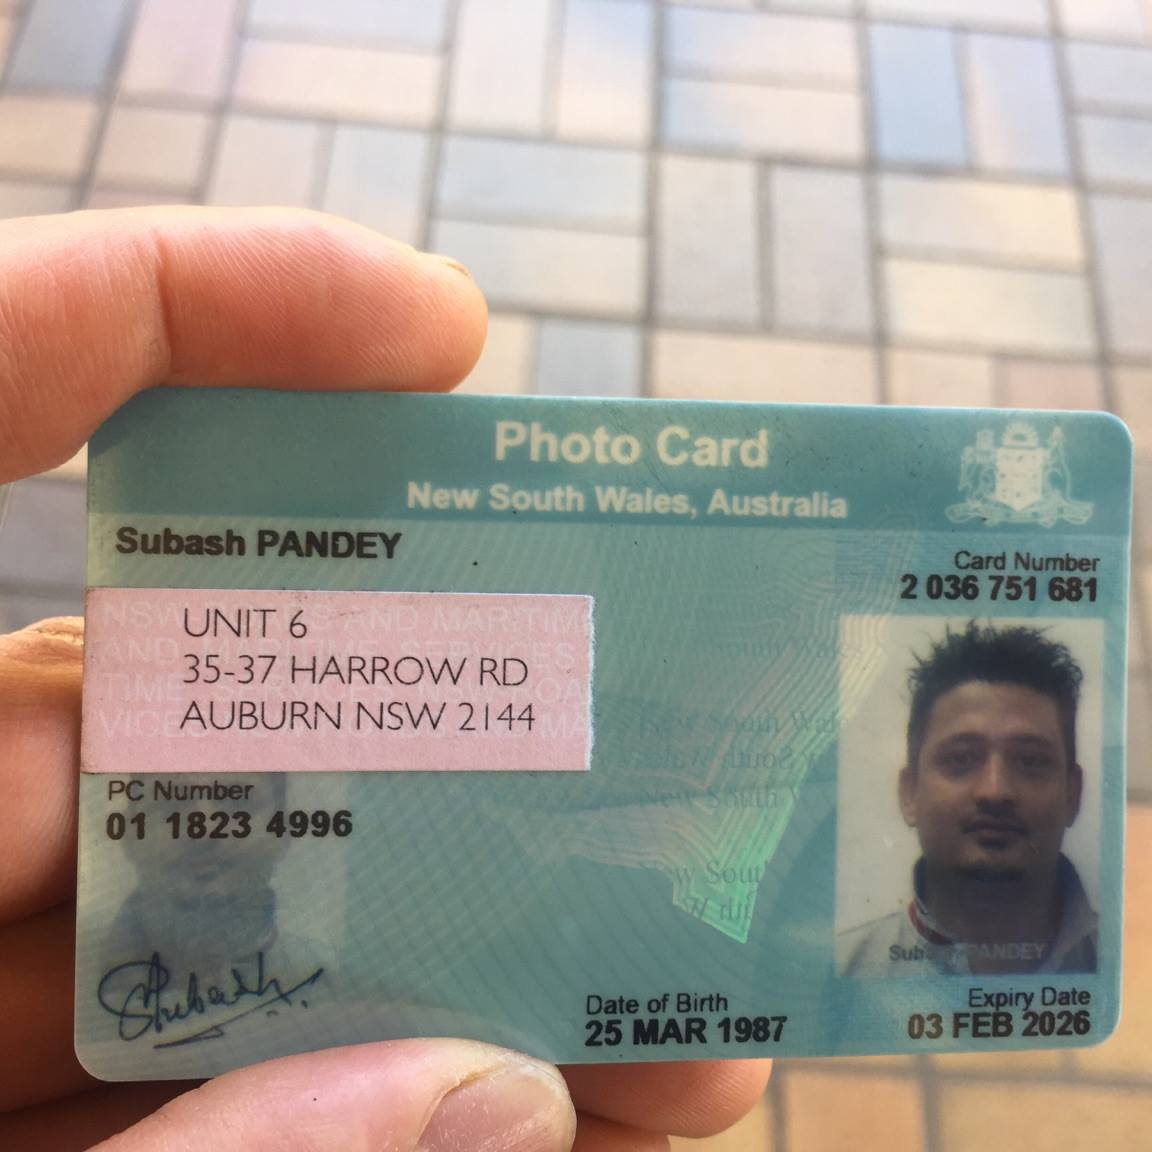 Photo Card
New South Wales, Australia
Subash PANDEY
Card Number
2 036 751 681
UNIT 6
35-37 HARROW RD
AUBURN NSW 2144
PC Number
01 1823 4996
Subash PANDEY
Date of Birth
25 MAR 1987
Expiry Date
03 FEB 2026